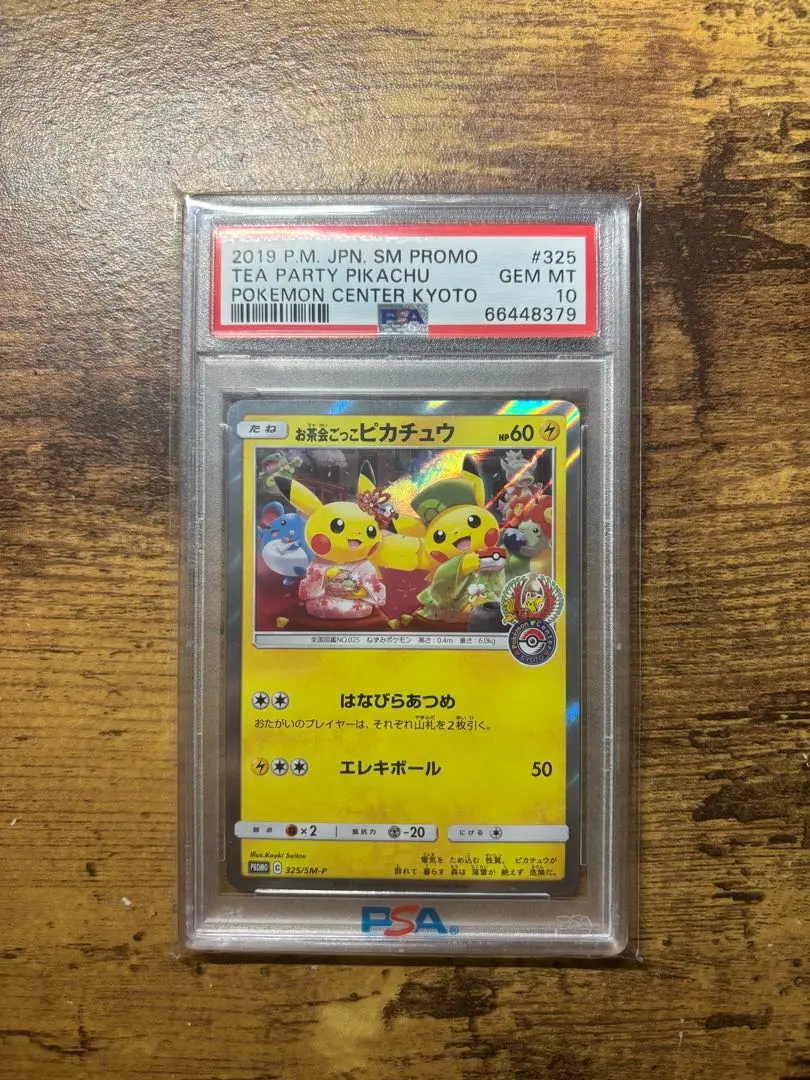 2019 P.M. JPN. SM PROMO #325
TEA PARTY PIKACHU GEM MT
POKEMON CENTER KYOTO 10
PSA 66448379
たね お茶会ごっこピカチュウ HP60
Pokémon Center
KYOTO
全国図鑑NO.025 ねずみポケモン 高さ:0.4m 重さ:6.0kg
はなびらあつめ
おたがいのプレイヤーは、それぞれ山札を2枚引く。
エレキボール 50
弱点 ×2 抵抗力 -20 にげる
Illus.Kouki Saitou
電気を ため込む 性質。 ピカチュウが
群れて 暮らす 森は 落雷が 絶えず 危険だ。
PROMO C 325/SM-P
PSA®
PSA